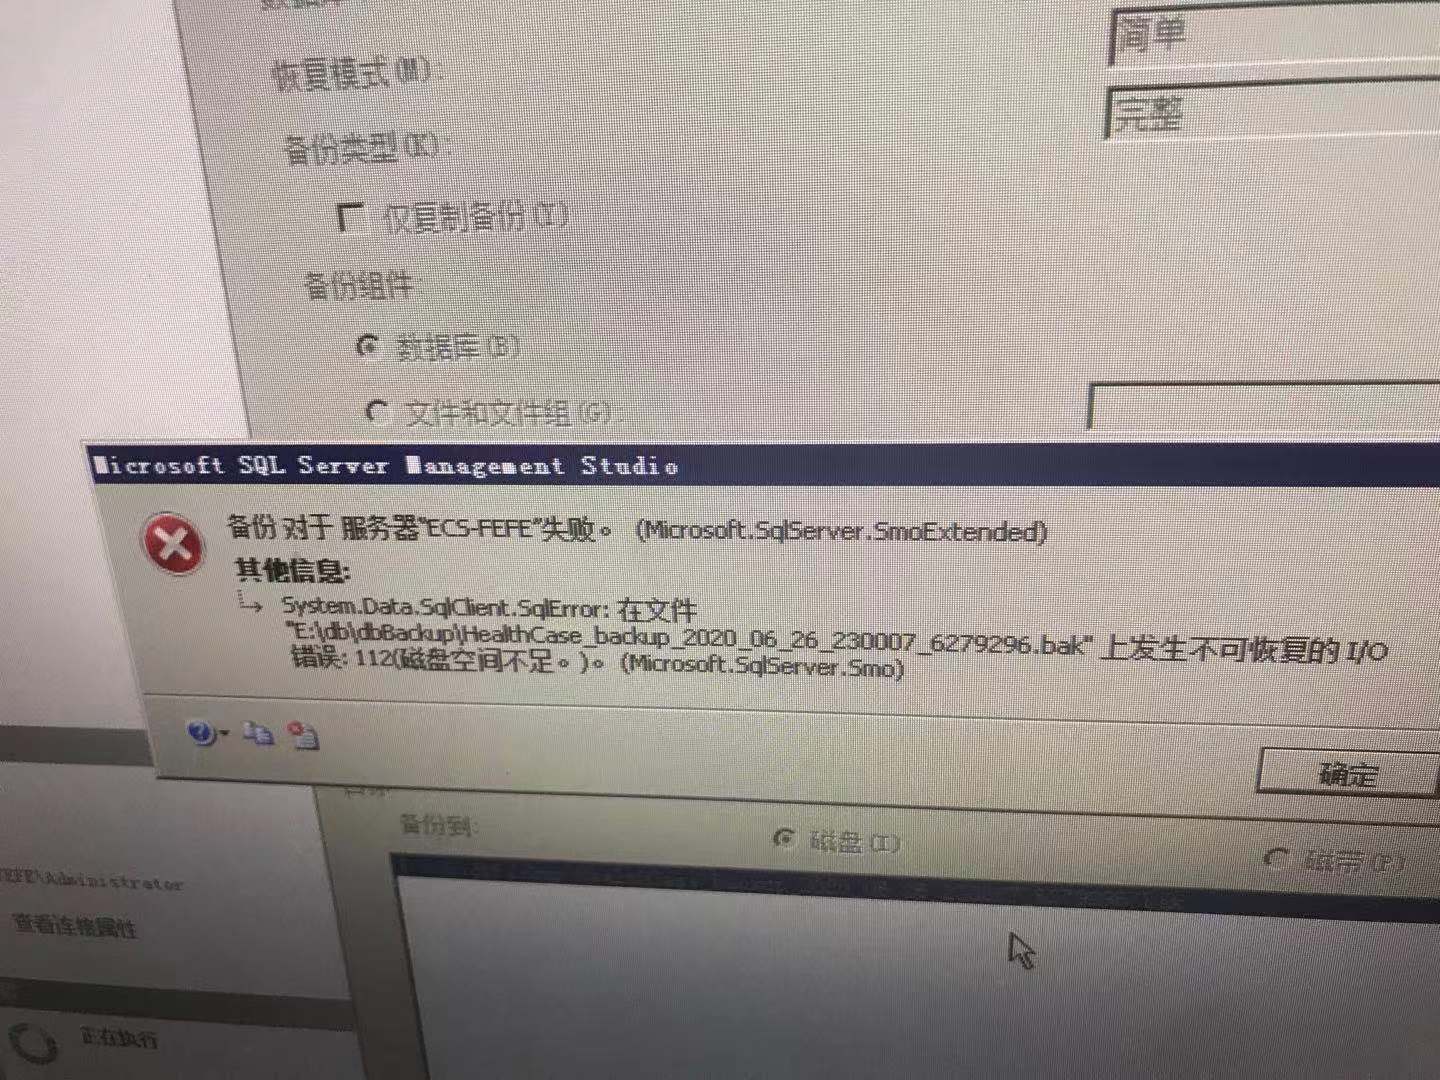 简单
恢复模式(M):
完整
备份类型(K):
仅复制备份(Y)
备份组件:
数据库(B)
文件和文件组(G):
Microsoft SQL Server Management Studio
备份 对于 服务器"ECS-FEFE"失败。 (Microsoft.SqlServer.SmoExtended)
其他信息:
System.Data.SqlClient.SqlError: 在文件
"E:\db\dbBackup\HealthCase_backup_2020_06_26_230007_6279296.bak" 上发生不可恢复的 I/O
错误: 112(磁盘空间不足。)。 (Microsoft.SqlServer.Smo)
确定
备份到:
磁盘(I)
磁带(P)
FEFE\Administrator
查看连接属性
正在执行